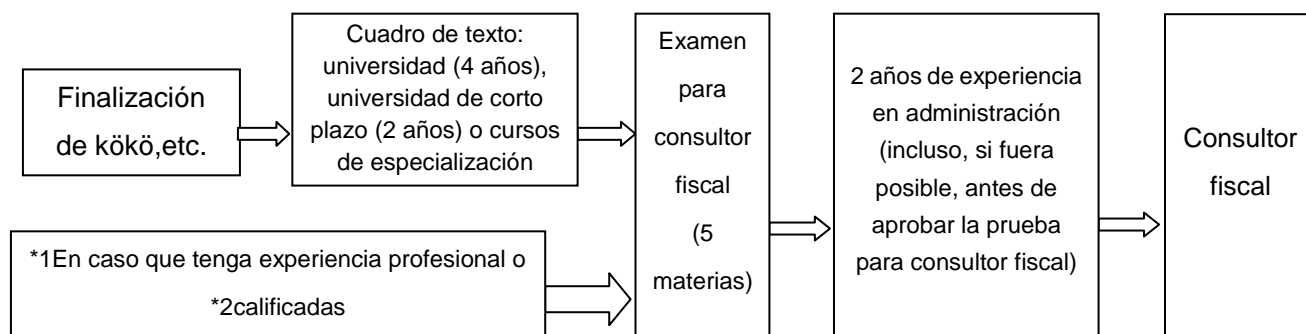 Finalización
de kökö,etc.
Cuadro de texto:
universidad (4 años),
universidad de corto
plazo (2 años) o cursos
de especialización
*1En caso que tenga experiencia profesional o
*2calificadas
Examen
para
consultor
fiscal
(5
materias)
2 años de experiencia
en administración
(incluso, si fuera
posible, antes de
aprobar la prueba
para consultor fiscal)
Consultor
fiscal